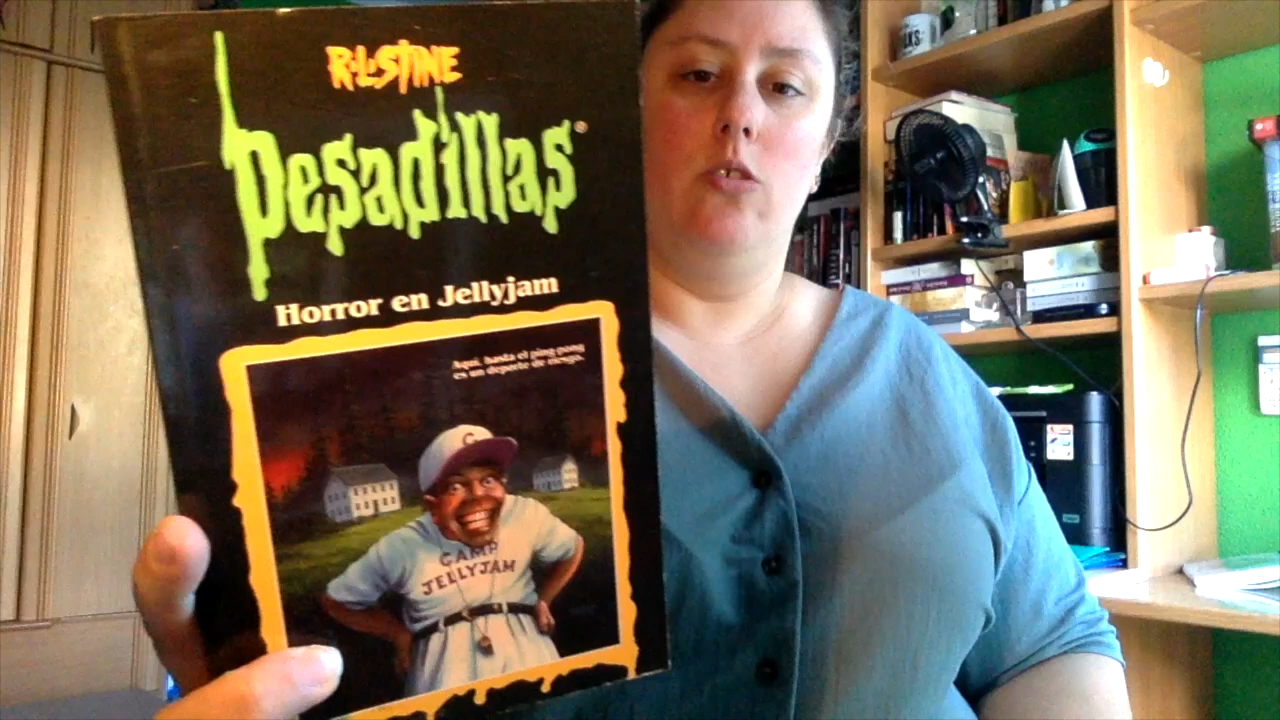 R.L. STINE
pesadillas
Horror en Jellyjam
Aquí, hasta el ping-pong
es un deporte de riesgo.
C
CAMP
JELLYJAM